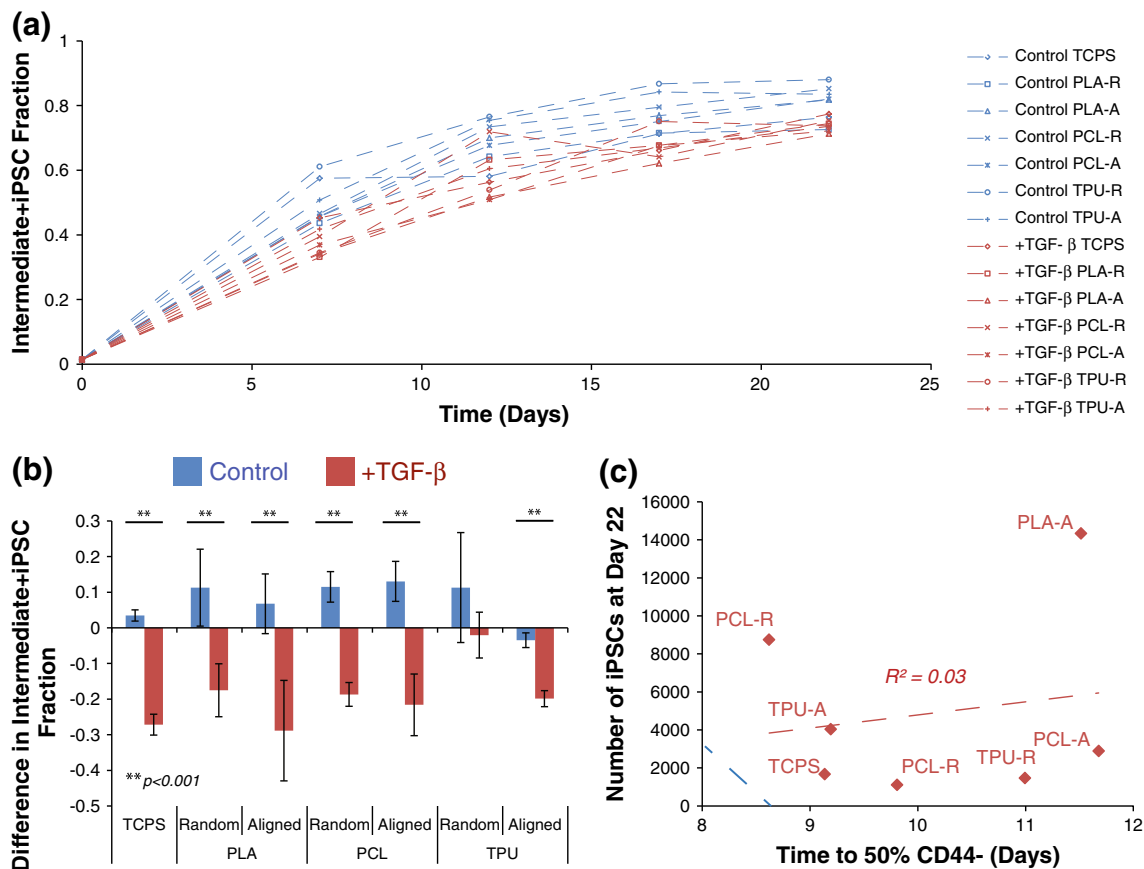 (a)
1
0.8
0.6
0.4
0.2
0
Intermediate+iPSC Fraction
0 5 10 15 20 25
Time (Days)
Control TCPS
Control PLA-R
Control PLA-A
Control PCL-R
Control PCL-A
Control TPU-R
Control TPU-A
+TGF- β TCPS
+TGF-β PLA-R
+TGF-β PLA-A
+TGF-β PCL-R
+TGF-β PCL-A
+TGF-β TPU-R
+TGF-β TPU-A
(b)
Control
+TGF-β
Difference in Intermediate+iPSC
Fraction
0.3
0.2
0.1
0
-0.1
-0.2
-0.3
-0.4
-0.5
** ** ** ** ** **
**p<0.001
TCPS Random Aligned Random Aligned Random Aligned
PLA PCL TPU
(c)
Number of iPSCs at Day 22
16000
14000
12000
10000
8000
6000
4000
2000
0
PLA-A
PCL-R
R² = 0.03
TPU-A
PCL-A
TCPS
PCL-R
TPU-R
8 9 10 11 12
Time to 50% CD44- (Days)